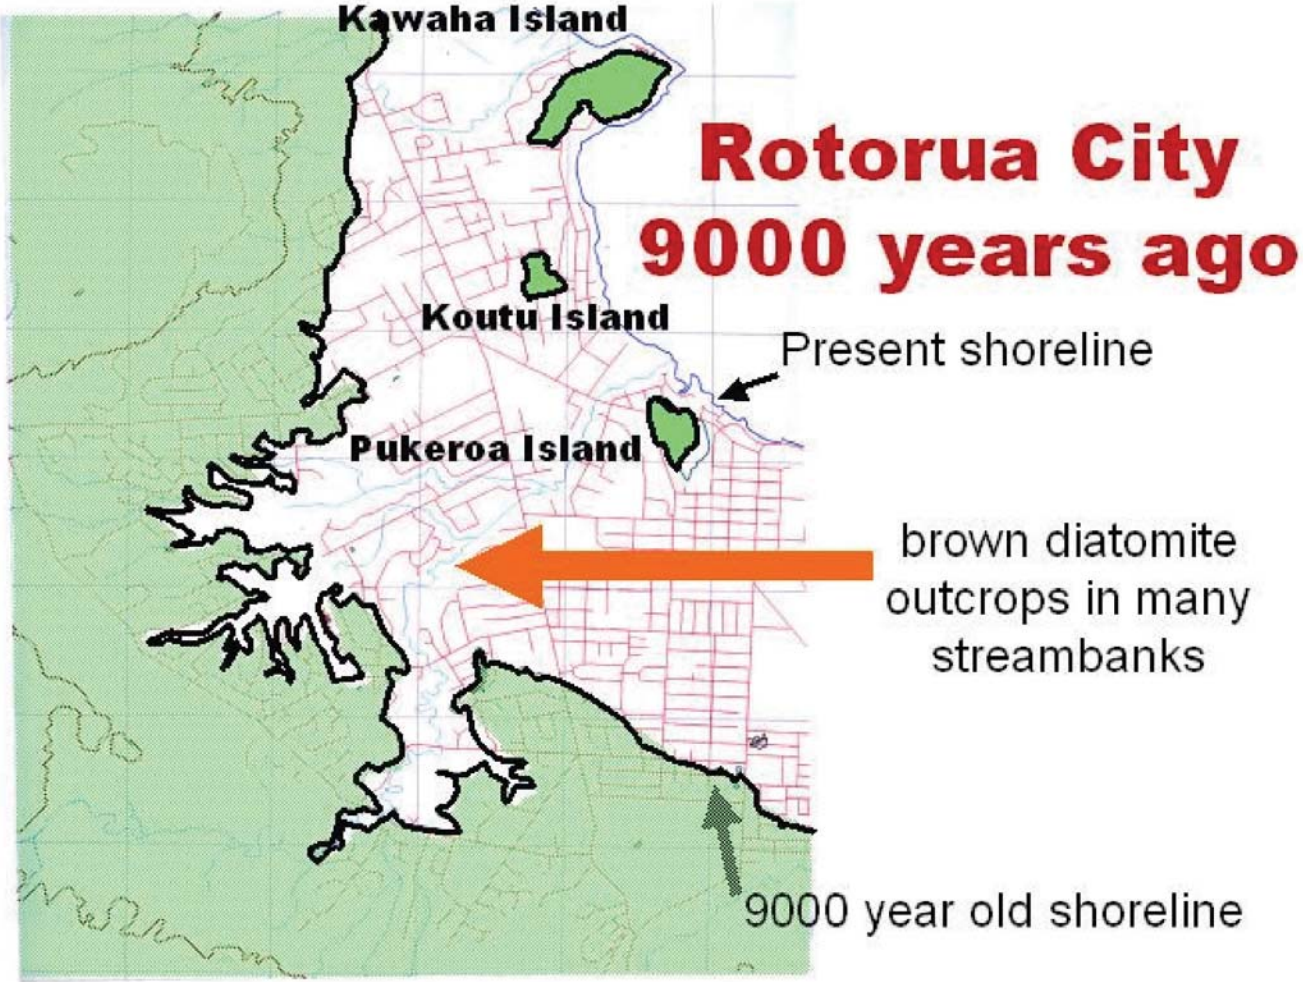 Kawaha Island
Rotorua City
9000 years ago
Koutu Island
Present shoreline
Pukeroa Island
brown diatomite
outcrops in many
streambanks
9000 year old shoreline